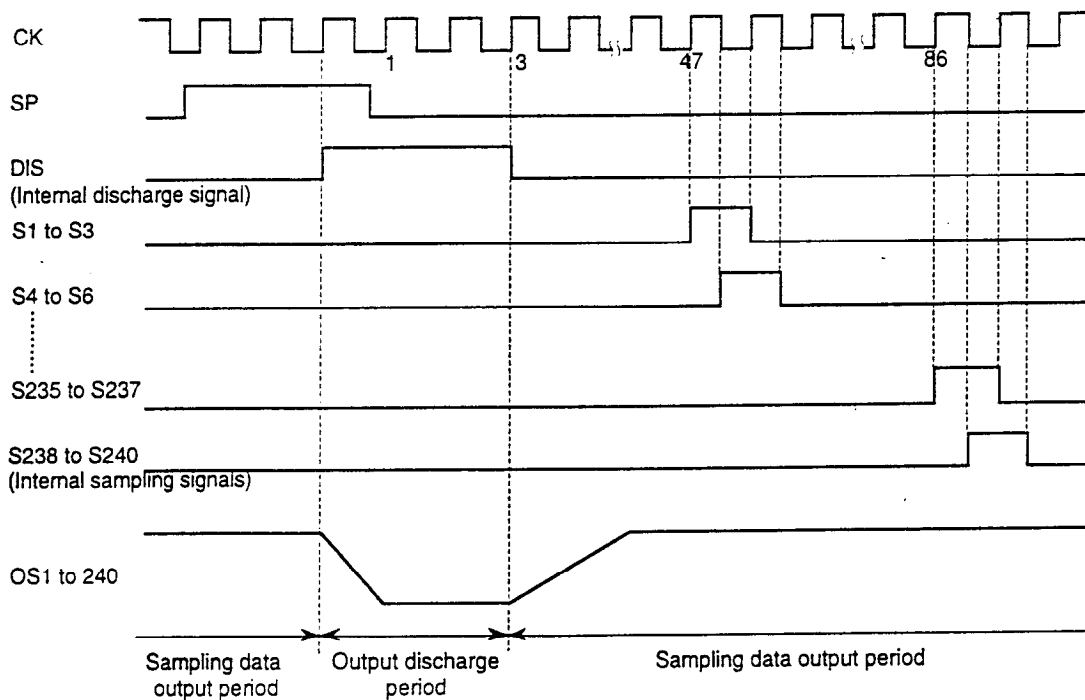 CK
1
3
47
86
SP
DIS
(Internal discharge signal)
S1 to S3
S4 to S6
S235 to S237
S238 to S240
(Internal sampling signals)
OS1 to 240
Sampling data
output period
Output discharge
period
Sampling data output period